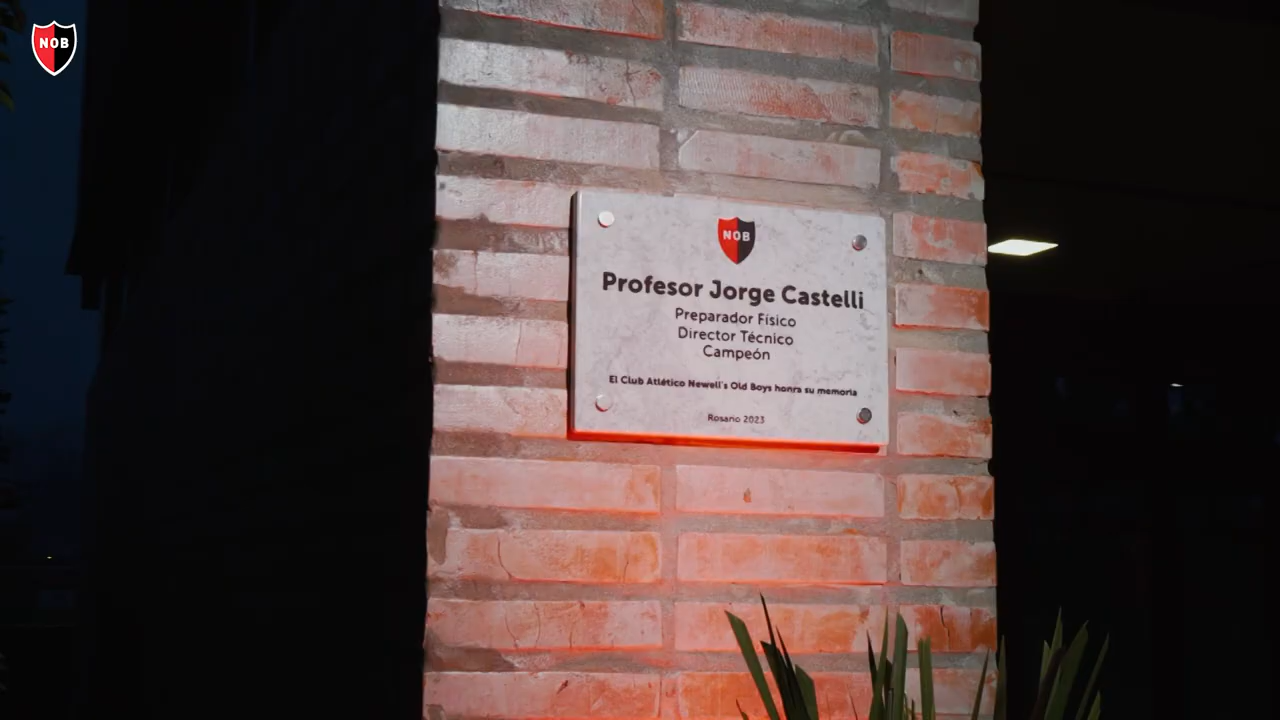 NOB
NOB
Profesor Jorge Castelli
Preparador Físico
Director Técnico
Campeón
El Club Atlético Newell's Old Boys honra su memoria
Rosario 2023